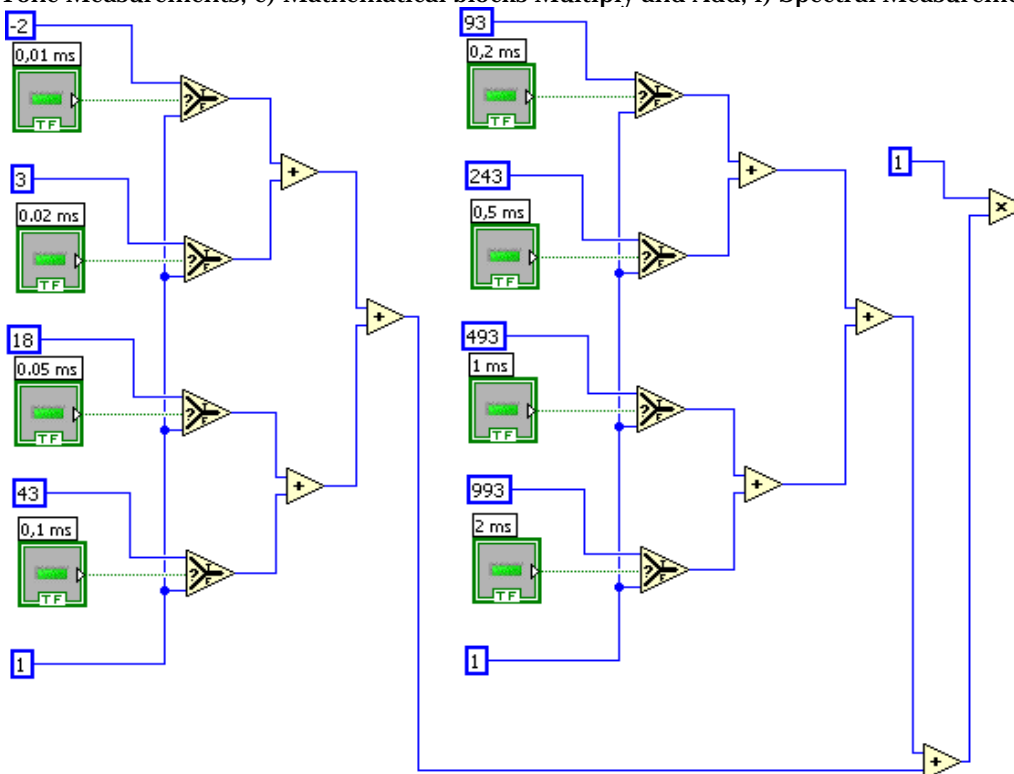 Tone Measurements, e) Mathematical blocks Multiply and Add, f) Spectral Measureme
-2
0,01 ms
?
T
F
TF
3
0.02 ms
?
T
F
TF
+
18
0.05 ms
?
T
F
TF
+
43
0,1 ms
?
T
F
TF
+
1
93
0,2 ms
?
T
F
TF
243
0,5 ms
?
T
F
TF
+
493
1 ms
?
T
F
TF
+
993
2 ms
?
T
F
TF
+
1
1
x
+